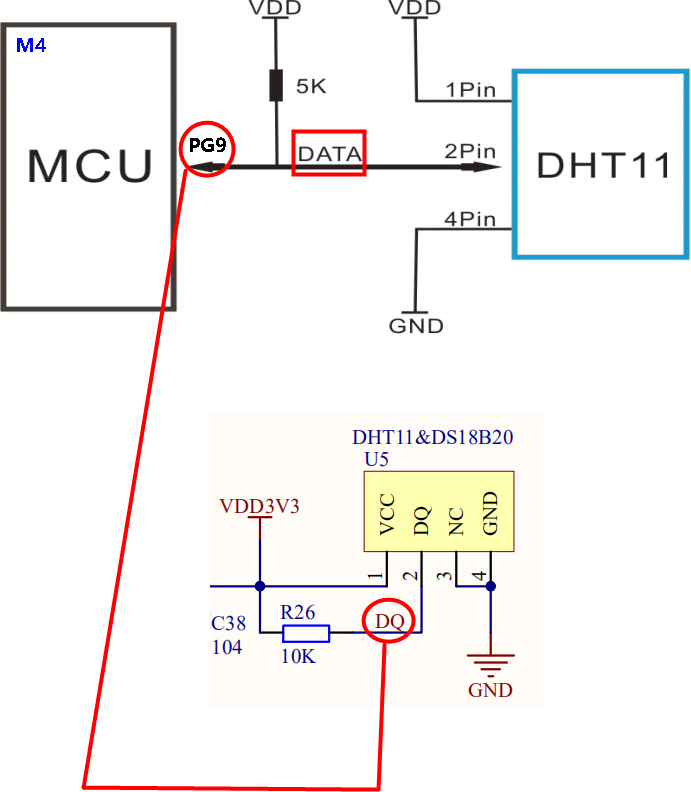 VDD
VDD
M4
5K
1Pin
PG9
MCU
DATA
2Pin
DHT11
4Pin
GND
DHT11&DS18B20
U5
VDD3V3
VCC
DQ
NC
GND
1
2
3
4
C38
104
R26
10K
DQ
GND